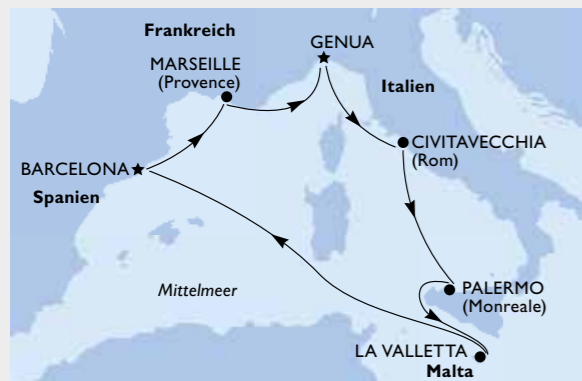 Frankreich
GENUA
MARSEILLE
(Provence)
Italien
CIVITAVECCHIA
(Rom)
BARCELONA
Spanien
Mittelmeer
PALERMO
(Monreale)
LA VALLETTA
Malta